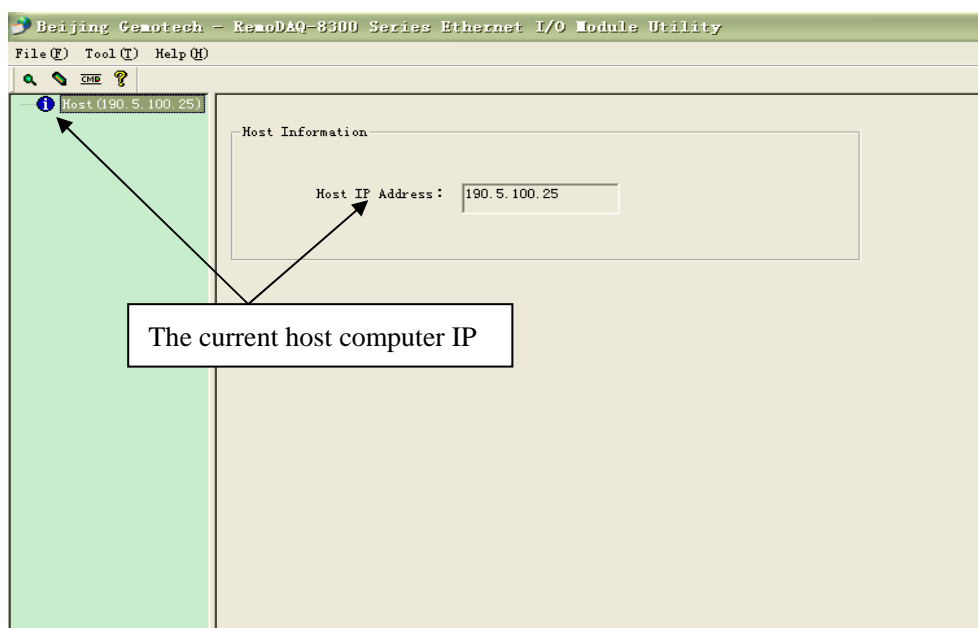 Beijing Gemotech - RemoDAQ-8300 Series Ethernet I/O Module Utility
File(F) Tool(T) Help(H)
CMD ?
Host(190.5.100.25)
Host Information
Host IP Address: 190.5.100.25
The current host computer IP